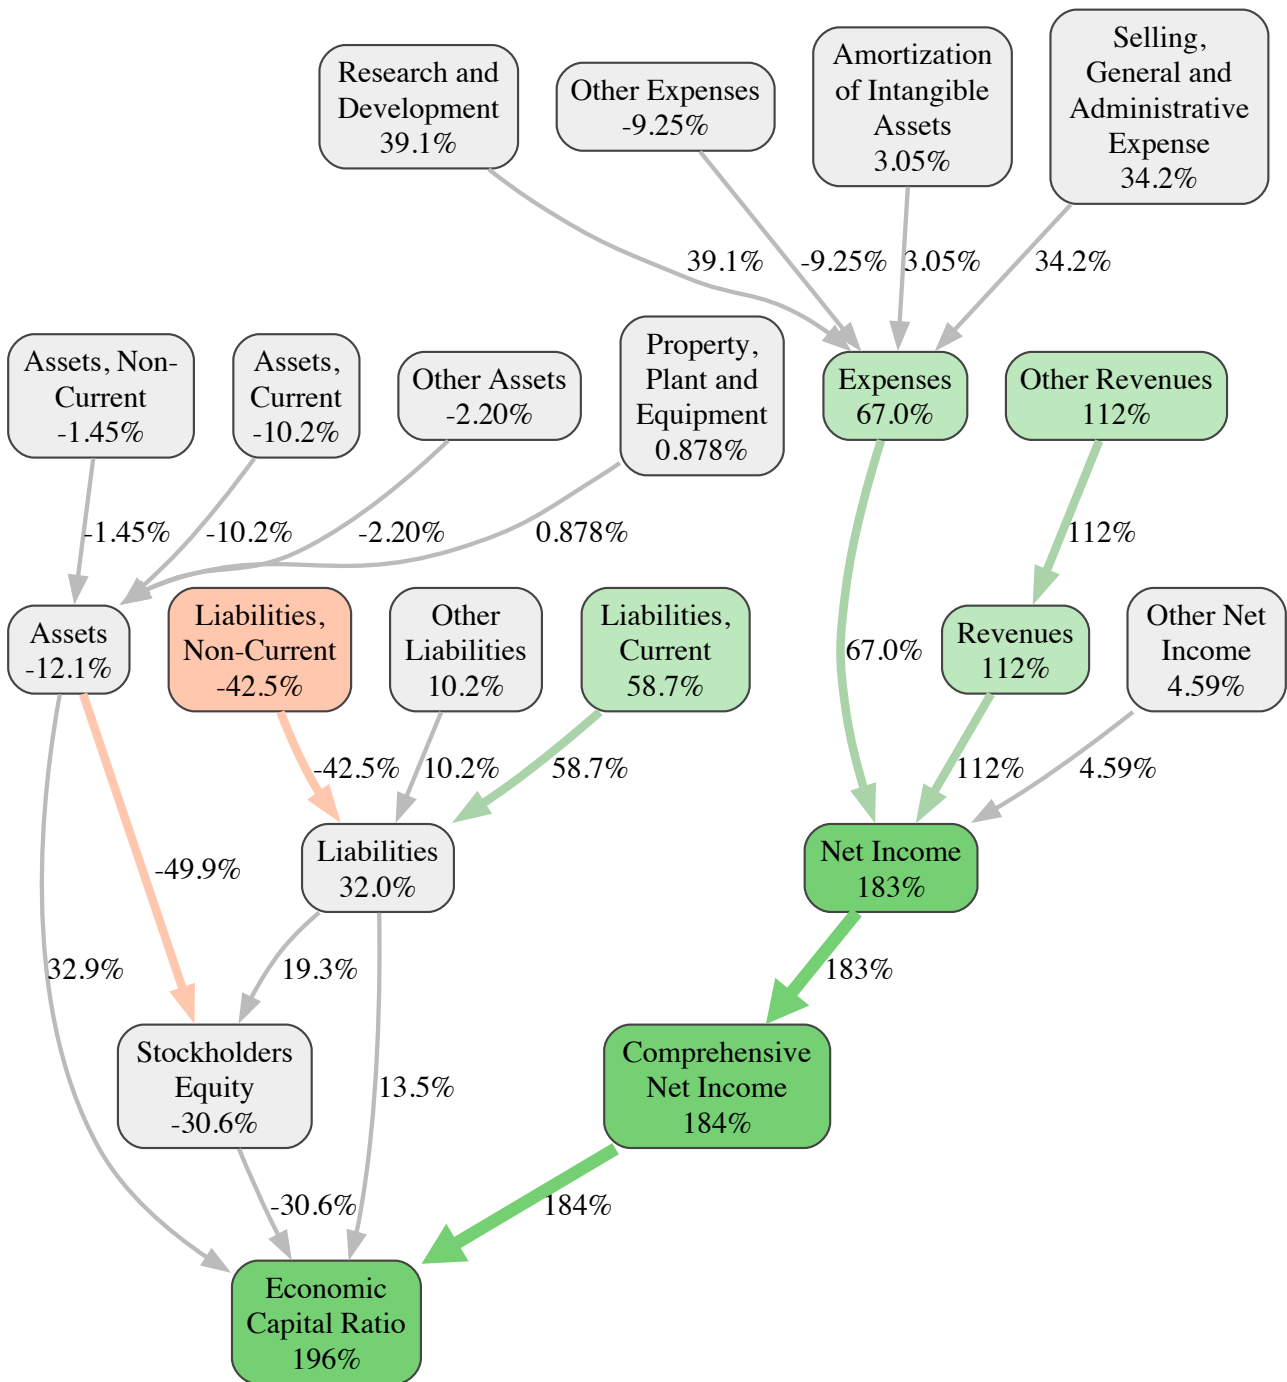 Research and
Development
39.1%
Other Expenses
-9.25%
Amortization
of Intangible
Assets
3.05%
Selling,
General and
Administrative
Expense
34.2%
39.1%
-9.25%
3.05%
34.2%
Assets, Non-
Current
-1.45%
Assets,
Current
-10.2%
Other Assets
-2.20%
Property,
Plant and
Equipment
0.878%
Expenses
67.0%
Other Revenues
112%
-1.45%
-10.2%
-2.20%
0.878%
112%
Assets
-12.1%
Liabilities,
Non-Current
-42.5%
Other
Liabilities
10.2%
Liabilities,
Current
58.7%
67.0%
Revenues
112%
Other Net
Income
4.59%
-42.5%
10.2%
58.7%
112%
4.59%
-49.9%
Liabilities
32.0%
Net Income
183%
32.9%
19.3%
183%
Stockholders
Equity
-30.6%
13.5%
Comprehensive
Net Income
184%
-30.6%
184%
Economic
Capital Ratio
196%